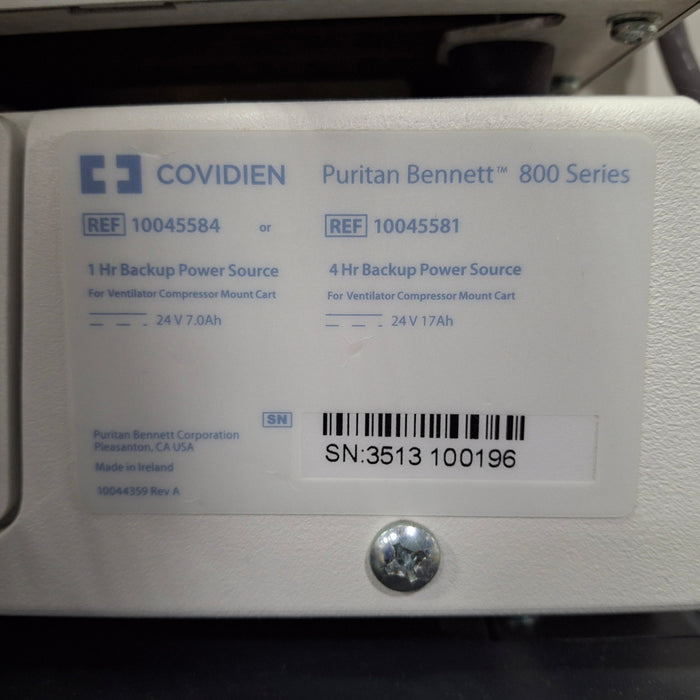 COVIDIEN Puritan Bennett™ 800 Series
REF 10045584 or REF 10045581
1 Hr Backup Power Source 4 Hr Backup Power Source
For Ventilator Compressor Mount Cart For Ventilator Compressor Mount Cart
24 V 7.0Ah 24 V 17Ah
SN
SN:3513 100196
Puritan Bennett Corporation
Pleasanton, CA USA
Made in Ireland
10044359 Rev A